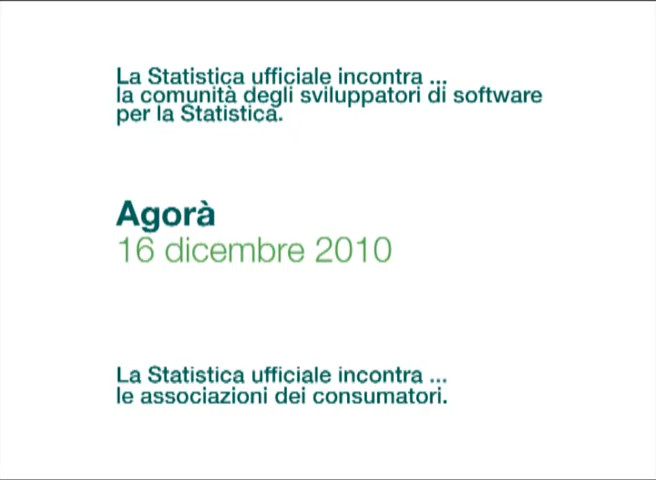 La Statistica ufficiale incontra ...
la comunità degli sviluppatori di software
per la Statistica.
Agorà
16 dicembre 2010
La Statistica ufficiale incontra ...
le associazioni dei consumatori.